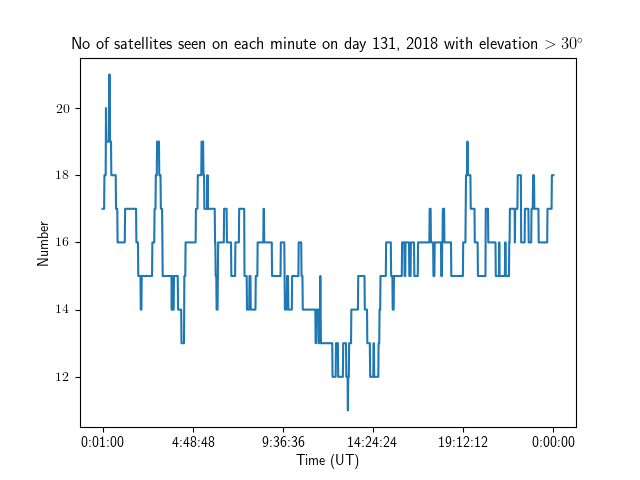 No of satellites seen on each minute on day 131, 2018 with elevation > 30°
20
18
16
14
12
Number
0:01:00 4:48:48 9:36:36 14:24:24 19:12:12 0:00:00
Time (UT)